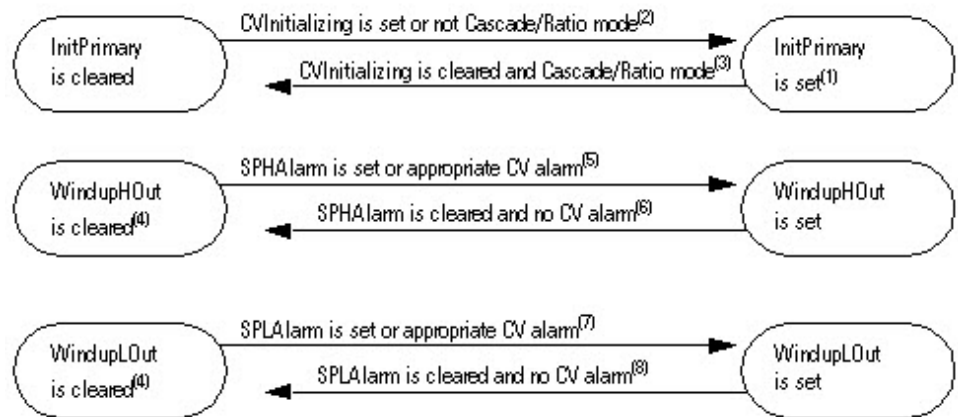 CVInitializing is set or not Cascade/Ratio mode(2)
InitPrimary
is cleared
InitPrimary
is set(1)
CVInitializing is cleared and Cascade/Ratio mode(3)
SPHAlarm is set or appropriate CV alarm(5)
WindupHOut
is cleared(4)
WindupHOut
is set
SPHAlarm is cleared and no CV alarm(6)
SPLAlarm is set or appropriate CV alarm(7)
WindupLOut
is cleared(4)
WindupLOut
is set
SPLAlarm is cleared and no CV alarm(8)